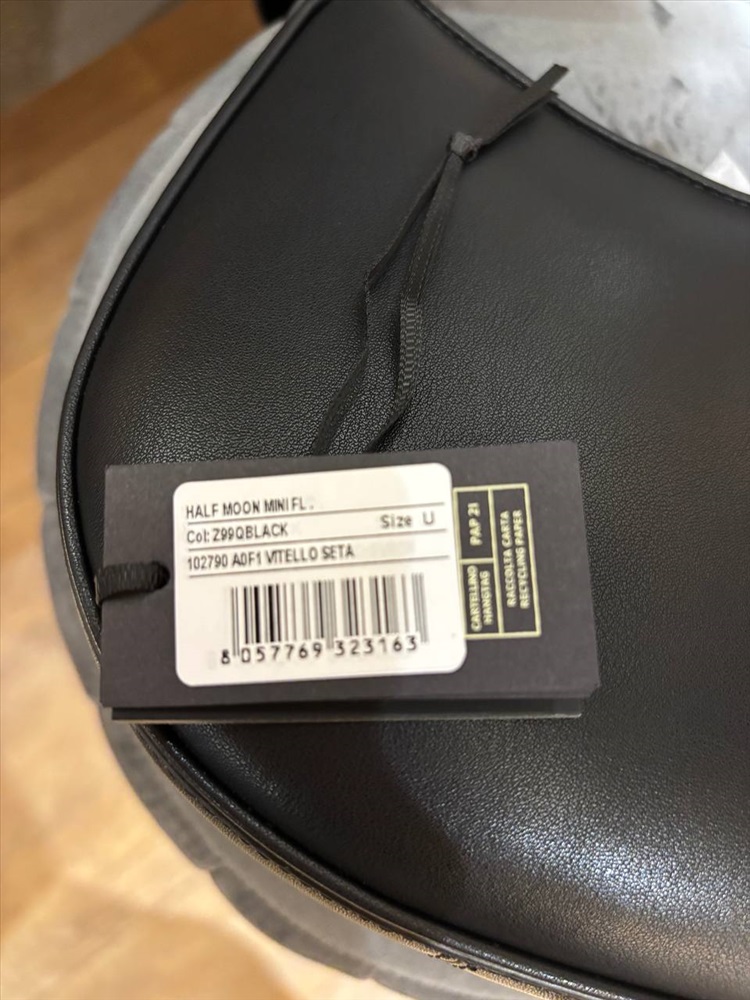 HALF MOON MINI FL.
Col: Z99QBLACK Size U
102790 A0F1 VITELLO SETA
8 057769 323163
CARTELLINO
HANGTAG
PAP 21
RACCOLTA CARTA
RECYCLING PAPER